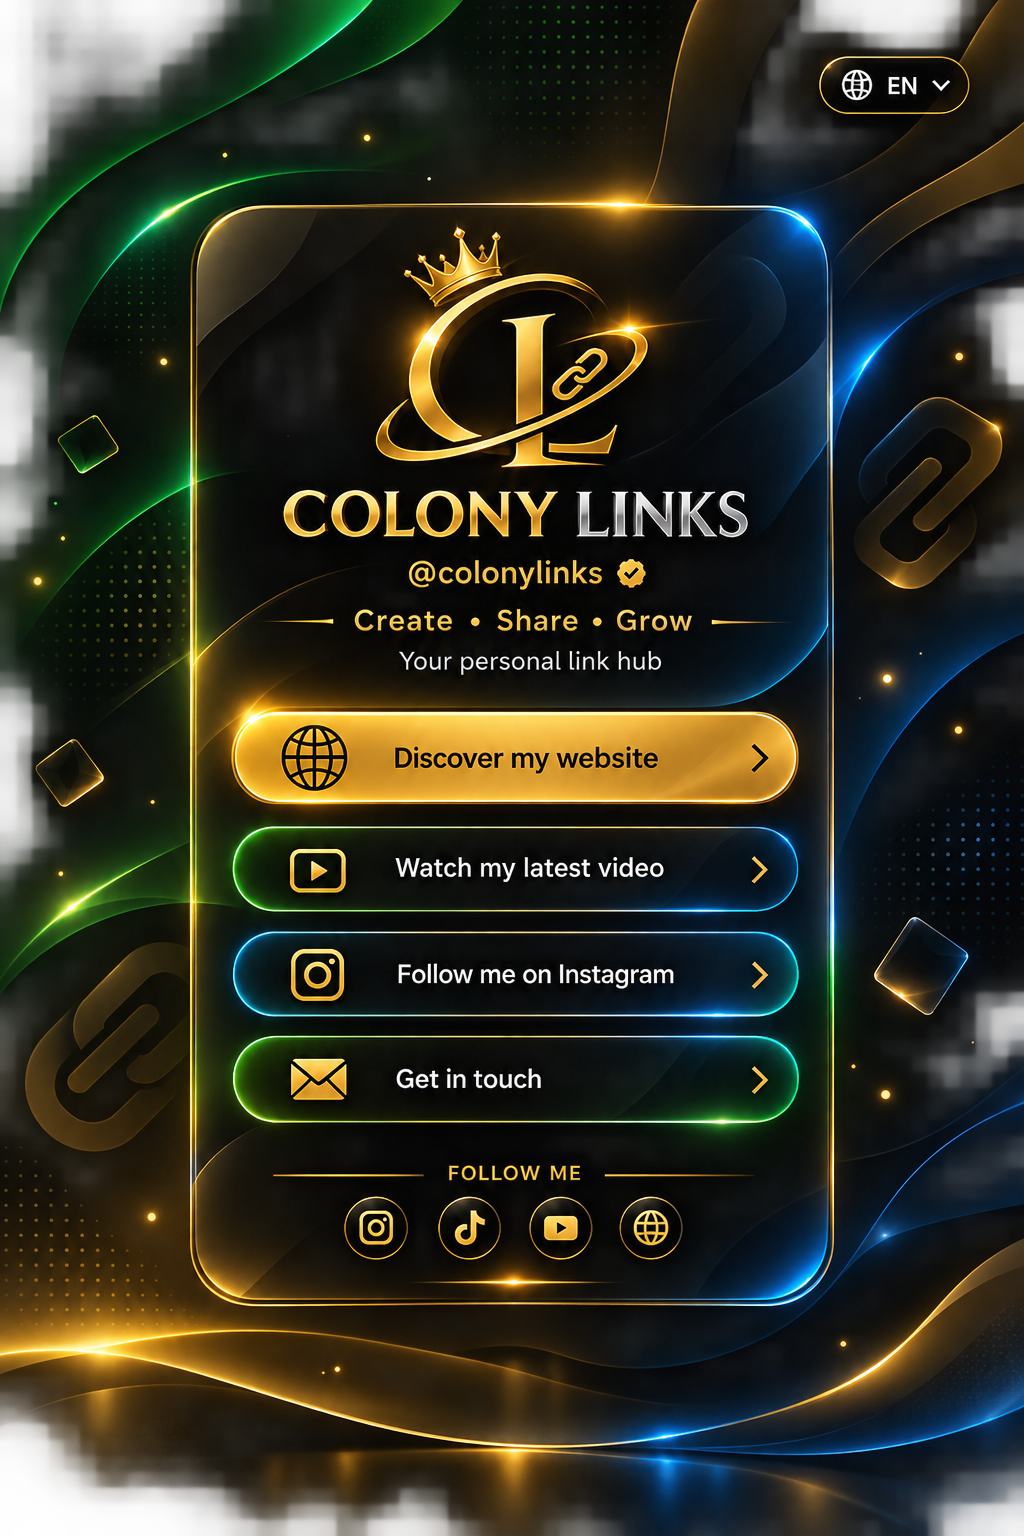 EN
CL
COLONY LINKS
@colonylinks
Create • Share • Grow
Your personal link hub
Discover my website
Watch my latest video
Follow me on Instagram
Get in touch
FOLLOW ME